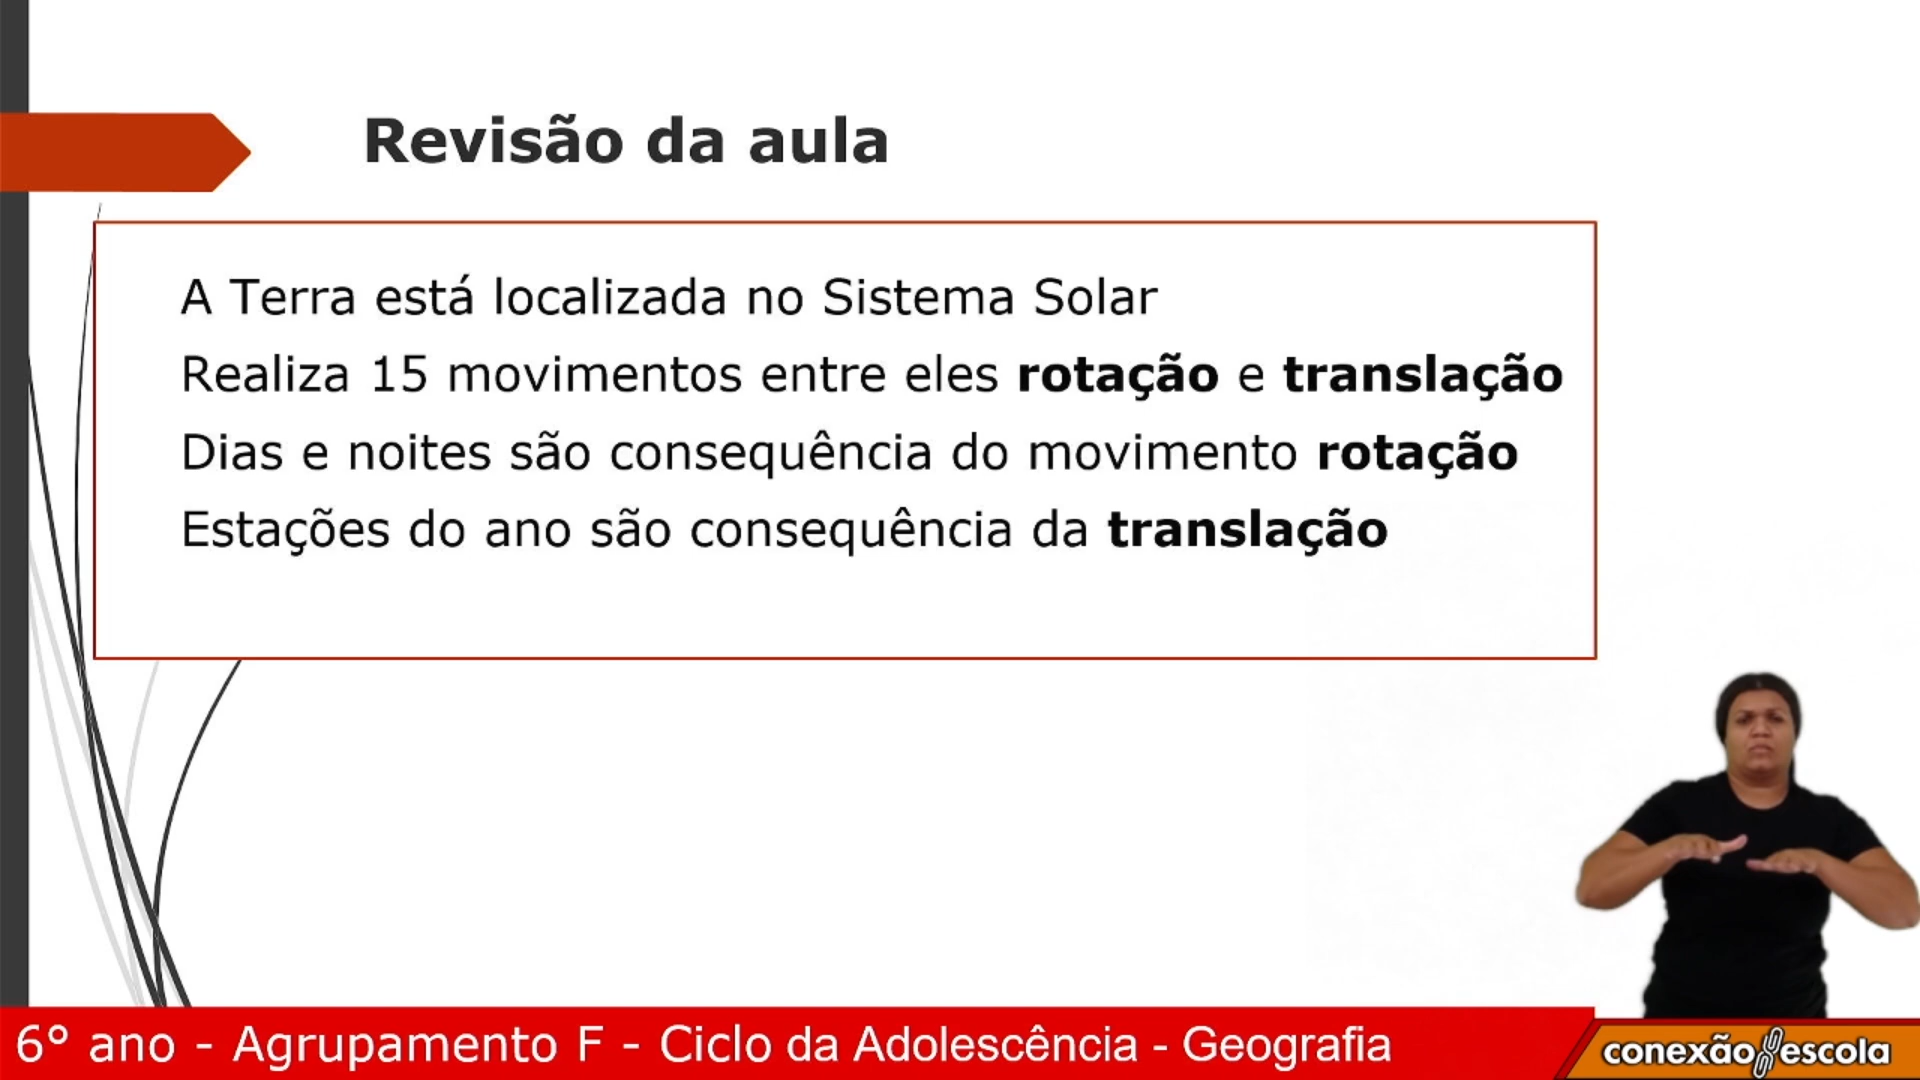 Revisão da aula
A Terra está localizada no Sistema Solar
Realiza 15 movimentos entre eles rotação e translação
Dias e noites são consequência do movimento rotação
Estações do ano são consequência da translação
6° ano - Agrupamento F - Ciclo da Adolescência - Geografia
conexão escola